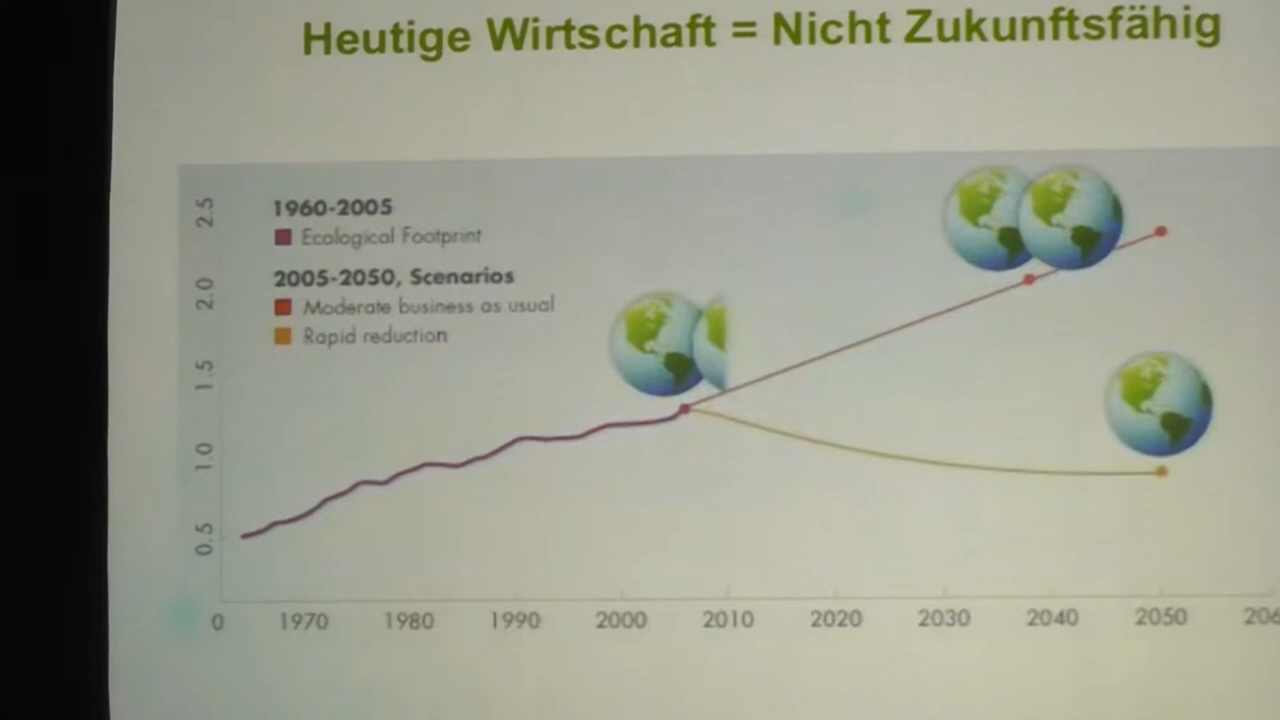 Heutige Wirtschaft = Nicht Zukunftsfähig
2.5
2.0
1.5
1.0
0.5
1960-2005
Ecological Footprint
2005-2050, Scenarios
Moderate business as usual
Rapid reduction
0 1970 1980 1990 2000 2010 2020 2030 2040 2050